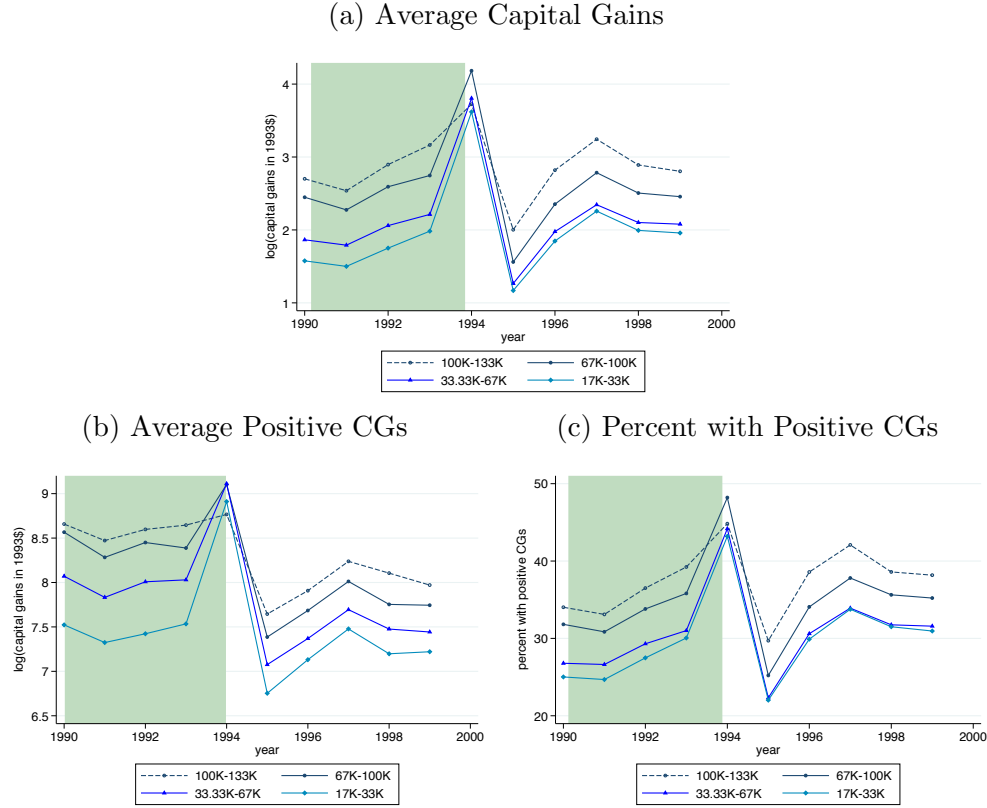 (a) Average Capital Gains
log(capital gains in 1993$)
4
3
2
1
1990 1992 1994 1996 1998 2000
year
100K-133K 67K-100K
33.33K-67K 17K-33K
(b) Average Positive CGs
log(capital gains in 1993$)
9
8.5
8
7.5
7
6.5
1990 1992 1994 1996 1998 2000
year
100K-133K 67K-100K
33.33K-67K 17K-33K
(c) Percent with Positive CGs
percent with positive CGs
50
40
30
20
1990 1992 1994 1996 1998 2000
year
100K-133K 67K-100K
33.33K-67K 17K-33K